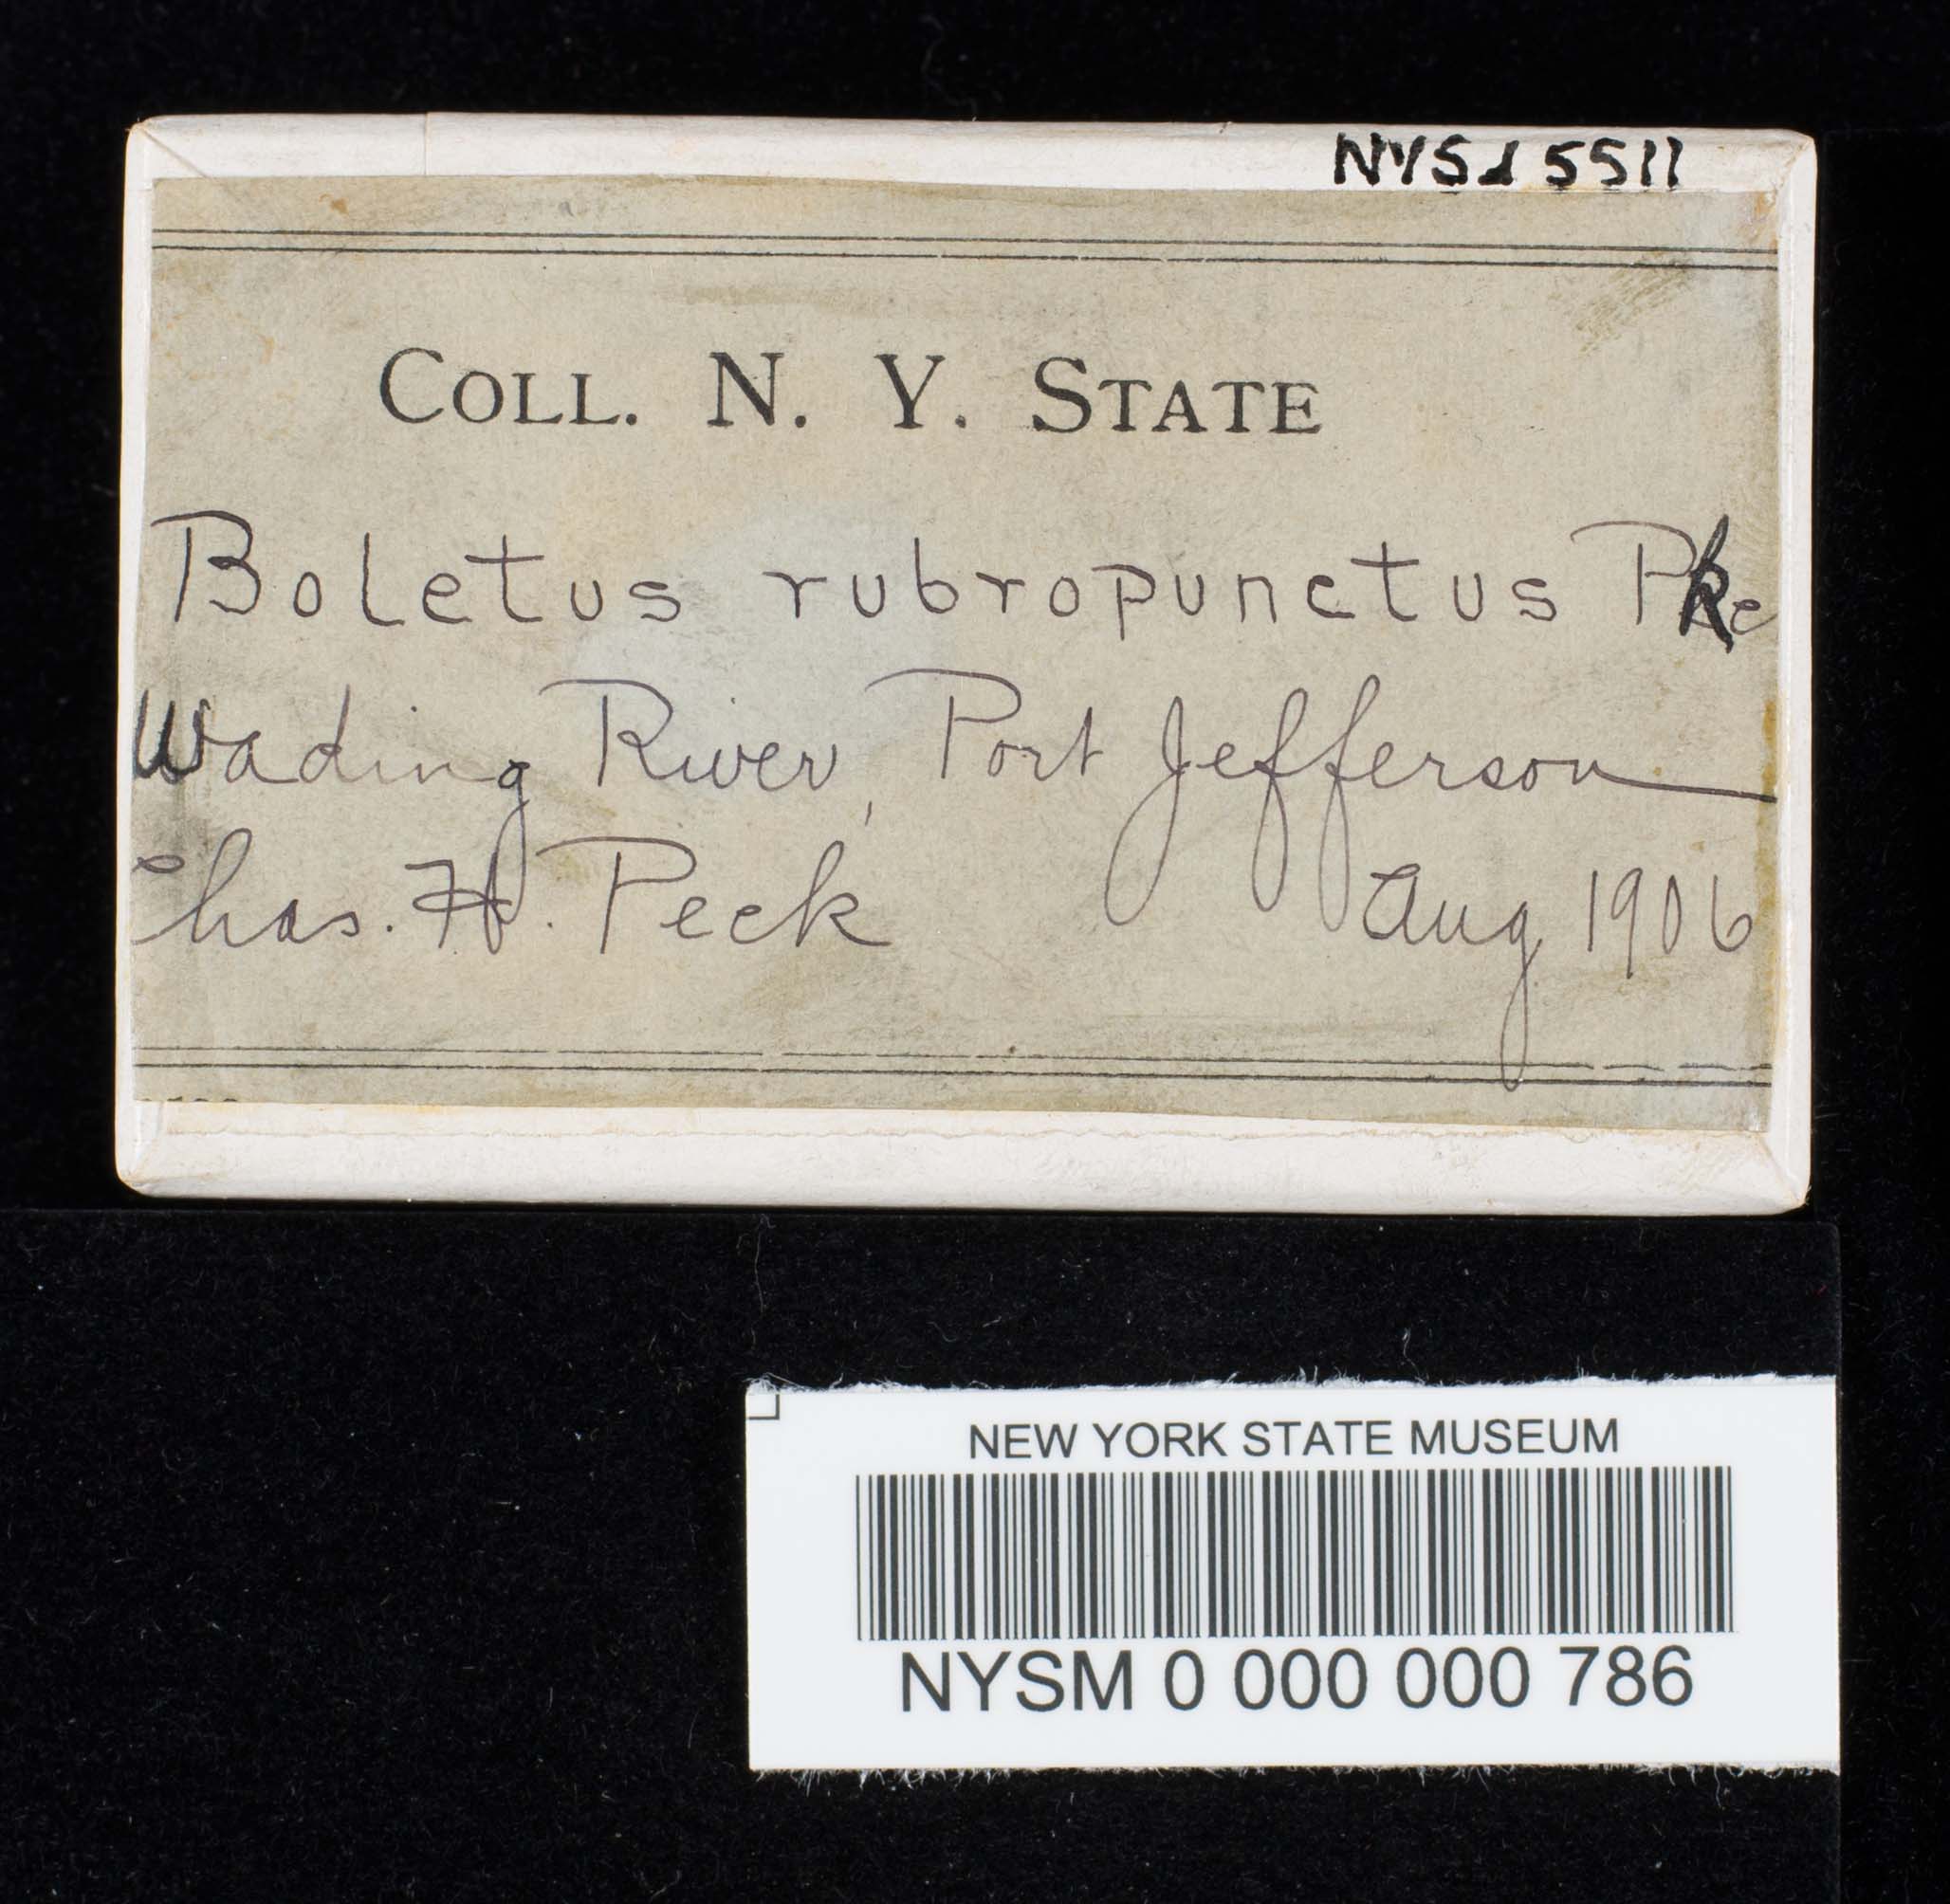 NYSd 5511
COLL. N. Y. STATE
Boletus rubropunctus Pk
Wading River, Port Jefferson
Chas. H. Peck Aug 1906
NEW YORK STATE MUSEUM
NYSM 0 000 000 786